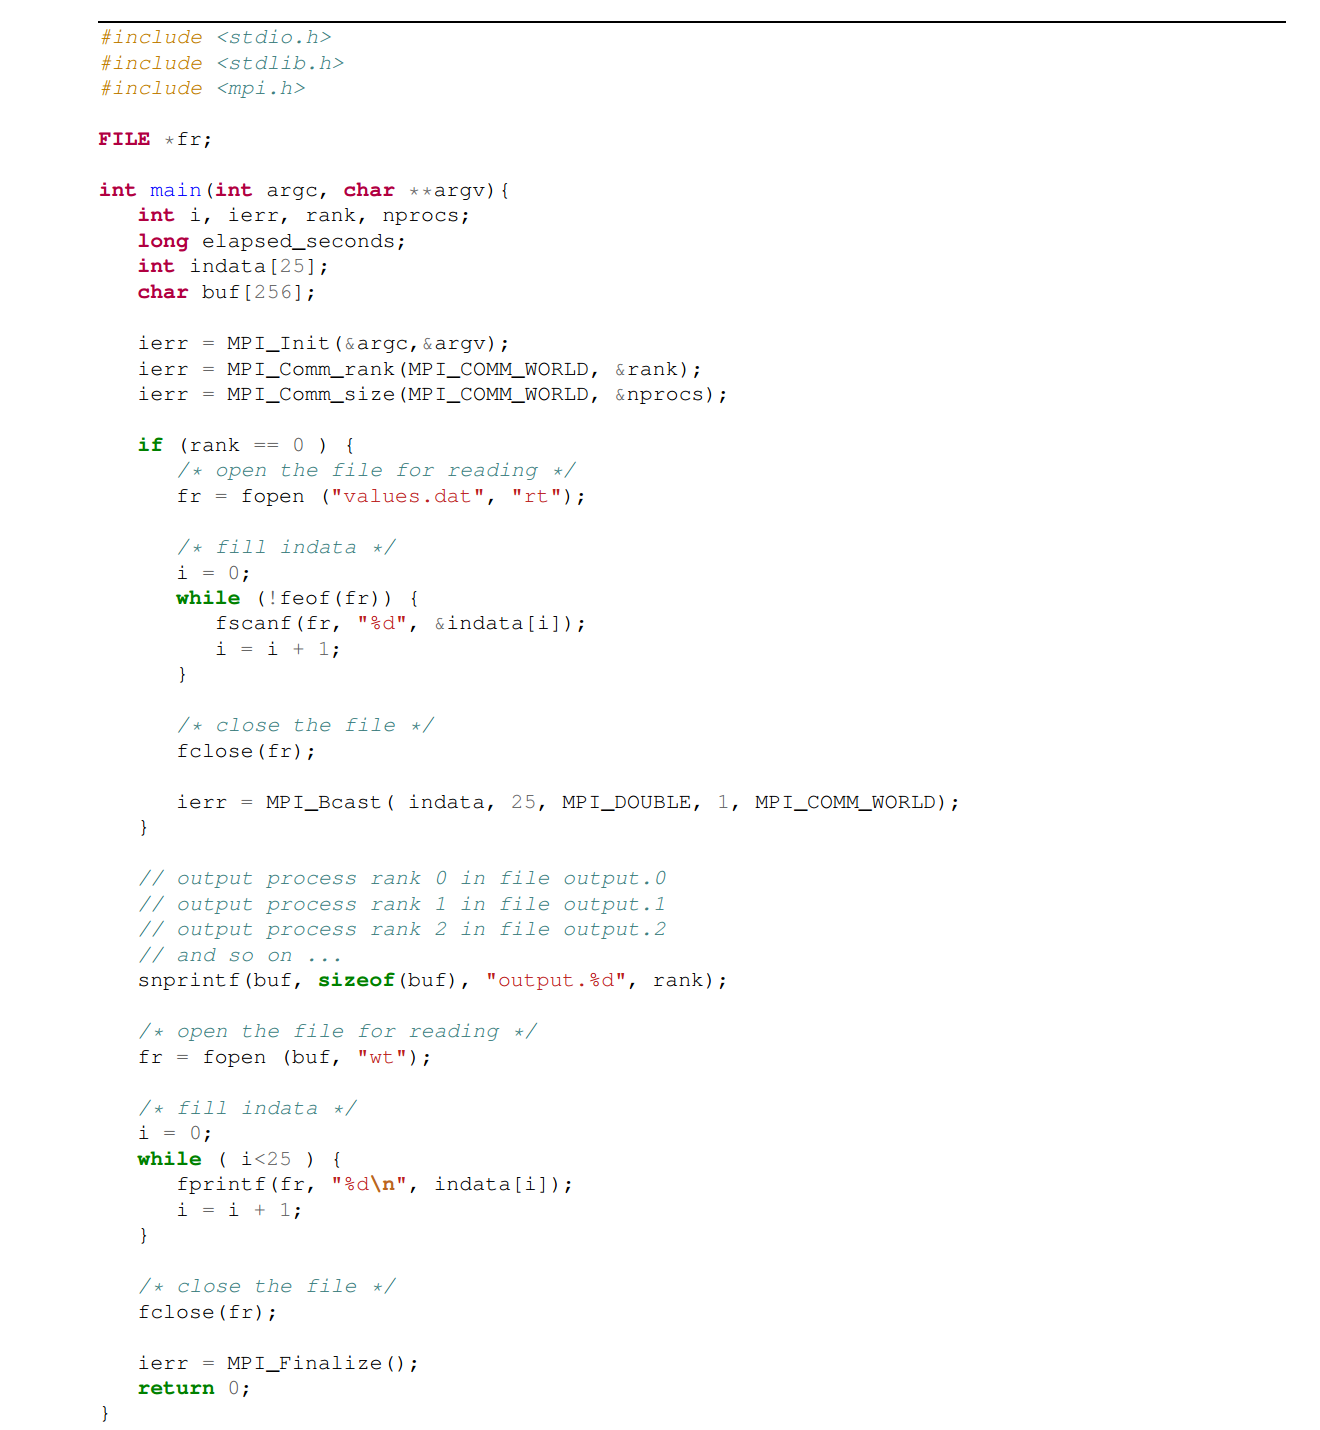 #include <stdio.h>
#include <stdlib.h>
#include <mpi.h>

FILE *fr;

int main(int argc, char **argv){
   int i, ierr, rank, nprocs;
   long elapsed_seconds;
   int indata[25];
   char buf[256];

   ierr = MPI_Init(&argc,&argv);
   ierr = MPI_Comm_rank(MPI_COMM_WORLD, &rank);
   ierr = MPI_Comm_size(MPI_COMM_WORLD, &nprocs);

   if (rank == 0 ) {
      /* open the file for reading */
      fr = fopen ("values.dat", "rt");

      /* fill indata */
      i = 0;
      while (!feof(fr)) {
         fscanf(fr, "%d", &indata[i]);
         i = i + 1;
      }

      /* close the file */
      fclose(fr);

      ierr = MPI_Bcast( indata, 25, MPI_DOUBLE, 1, MPI_COMM_WORLD);
   }

   // output process rank 0 in file output.0
   // output process rank 1 in file output.1
   // output process rank 2 in file output.2
   // and so on ...
   snprintf(buf, sizeof(buf), "output.%d", rank);

   /* open the file for reading */
   fr = fopen (buf, "wt");

   /* fill indata */
   i = 0;
   while ( i<25 ) {
      fprintf(fr, "%d\n", indata[i]);
      i = i + 1;
   }

   /* close the file */
   fclose(fr);

   ierr = MPI_Finalize();
   return 0;
}